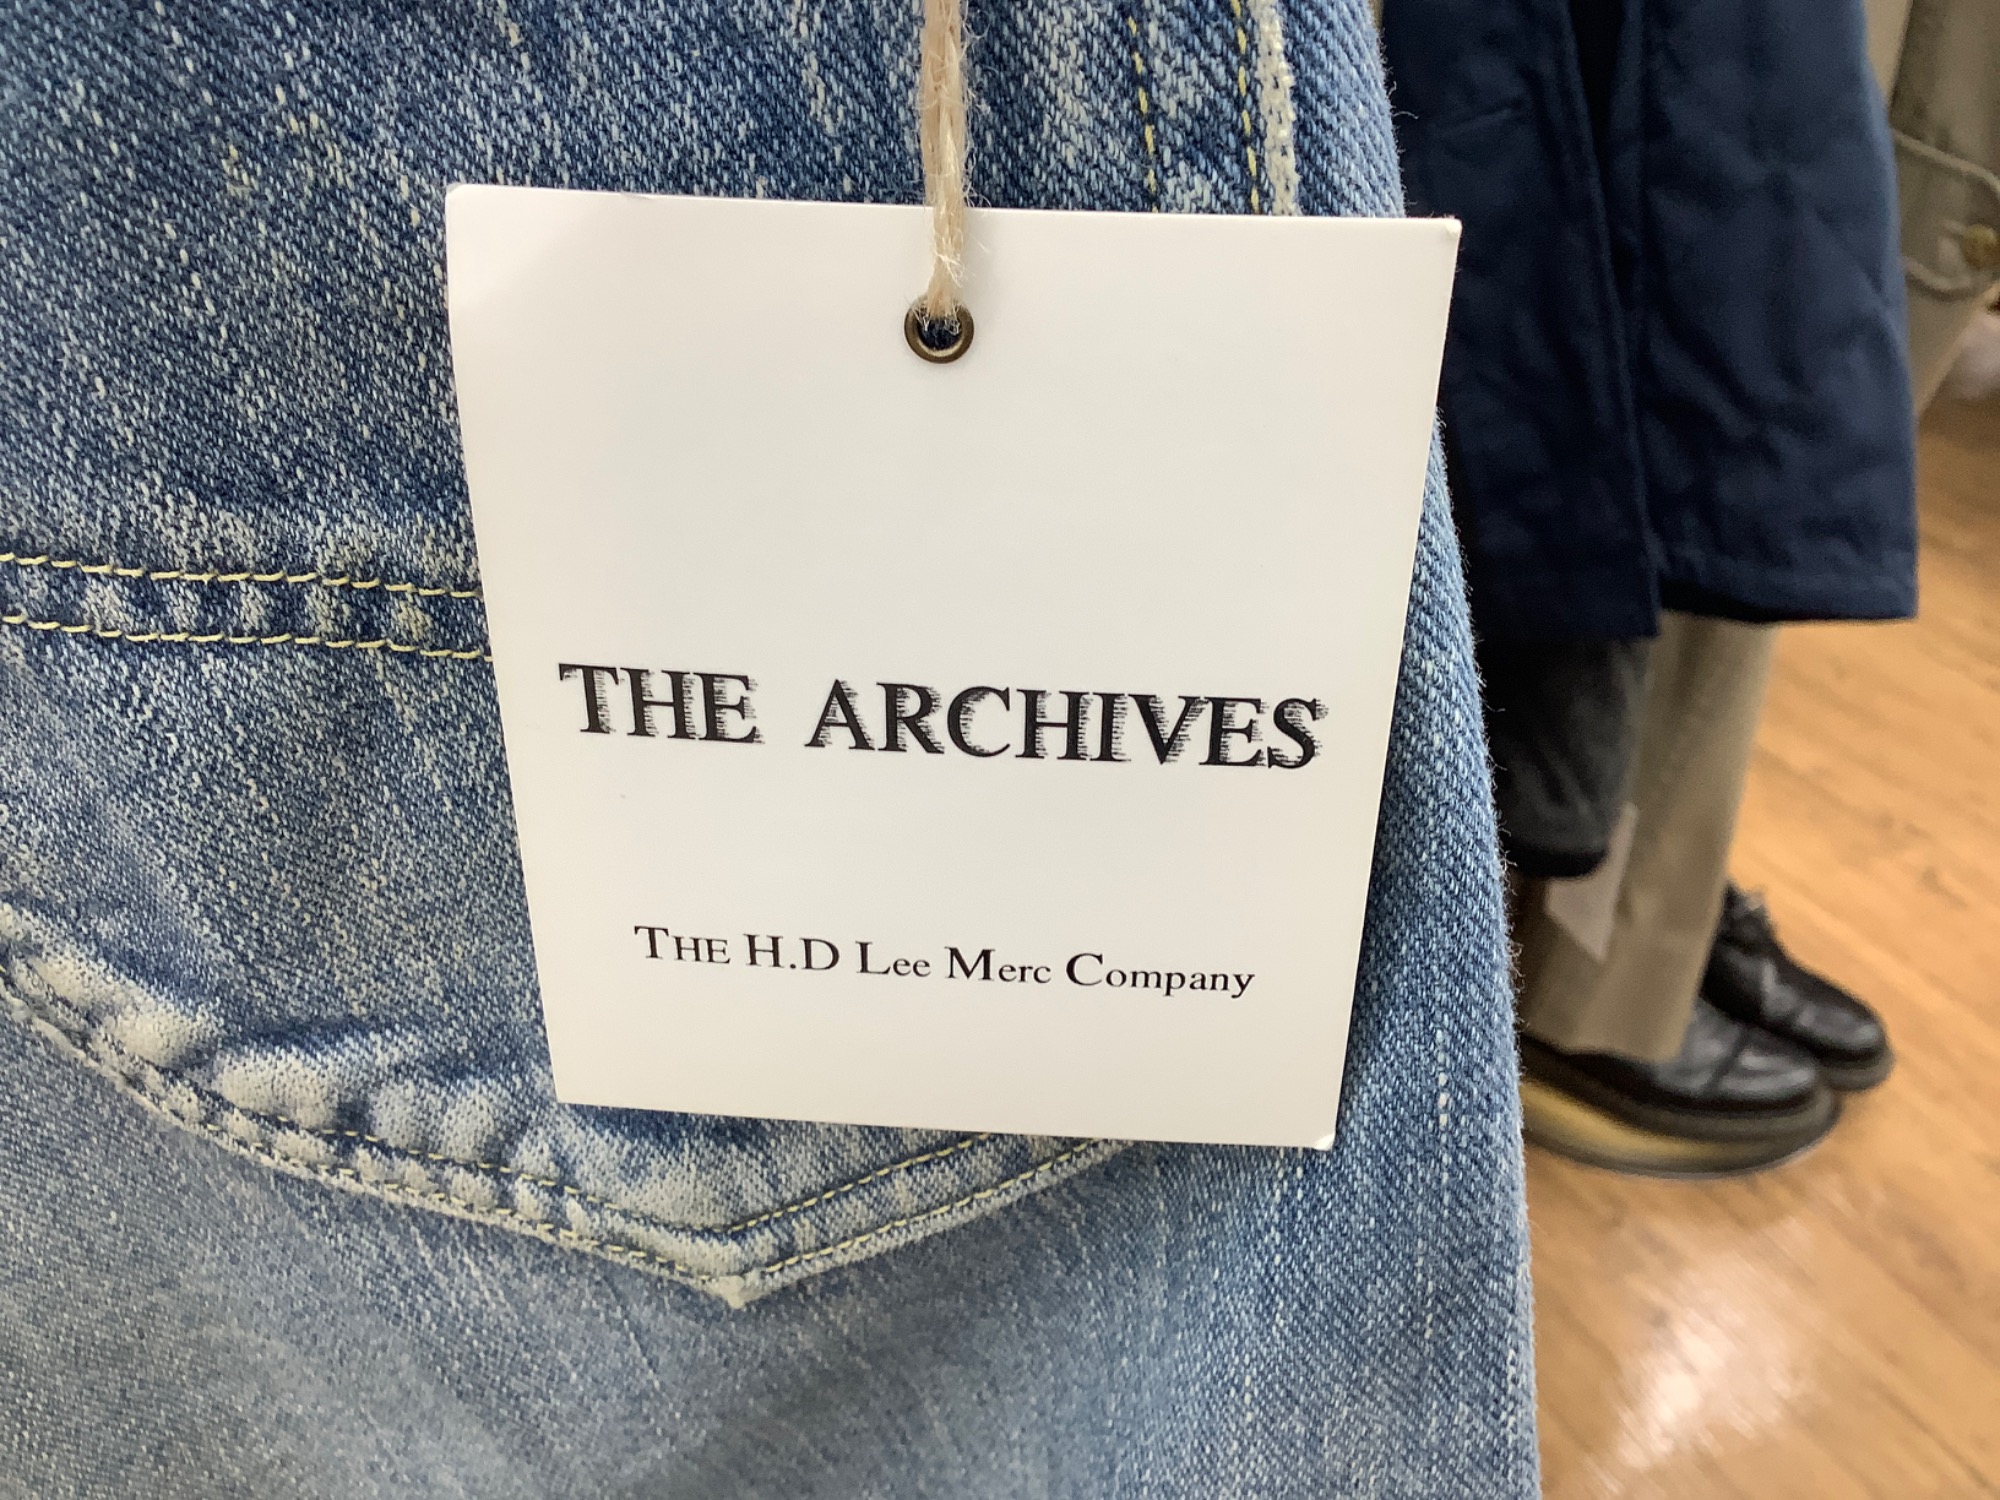 THE ARCHIVES
THE H.D Lee Merc Company